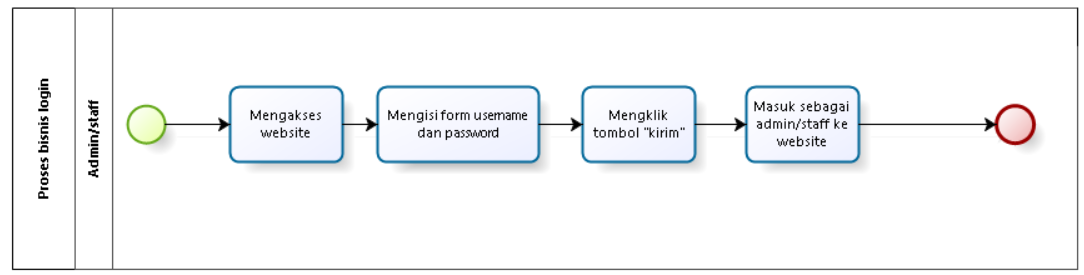 Proses bisnis login
Admin/staff
Mengakses
website
Mengisi form username
dan password
Mengklik
tombol "kirim"
Masuk sebagai
admin/staff ke
website